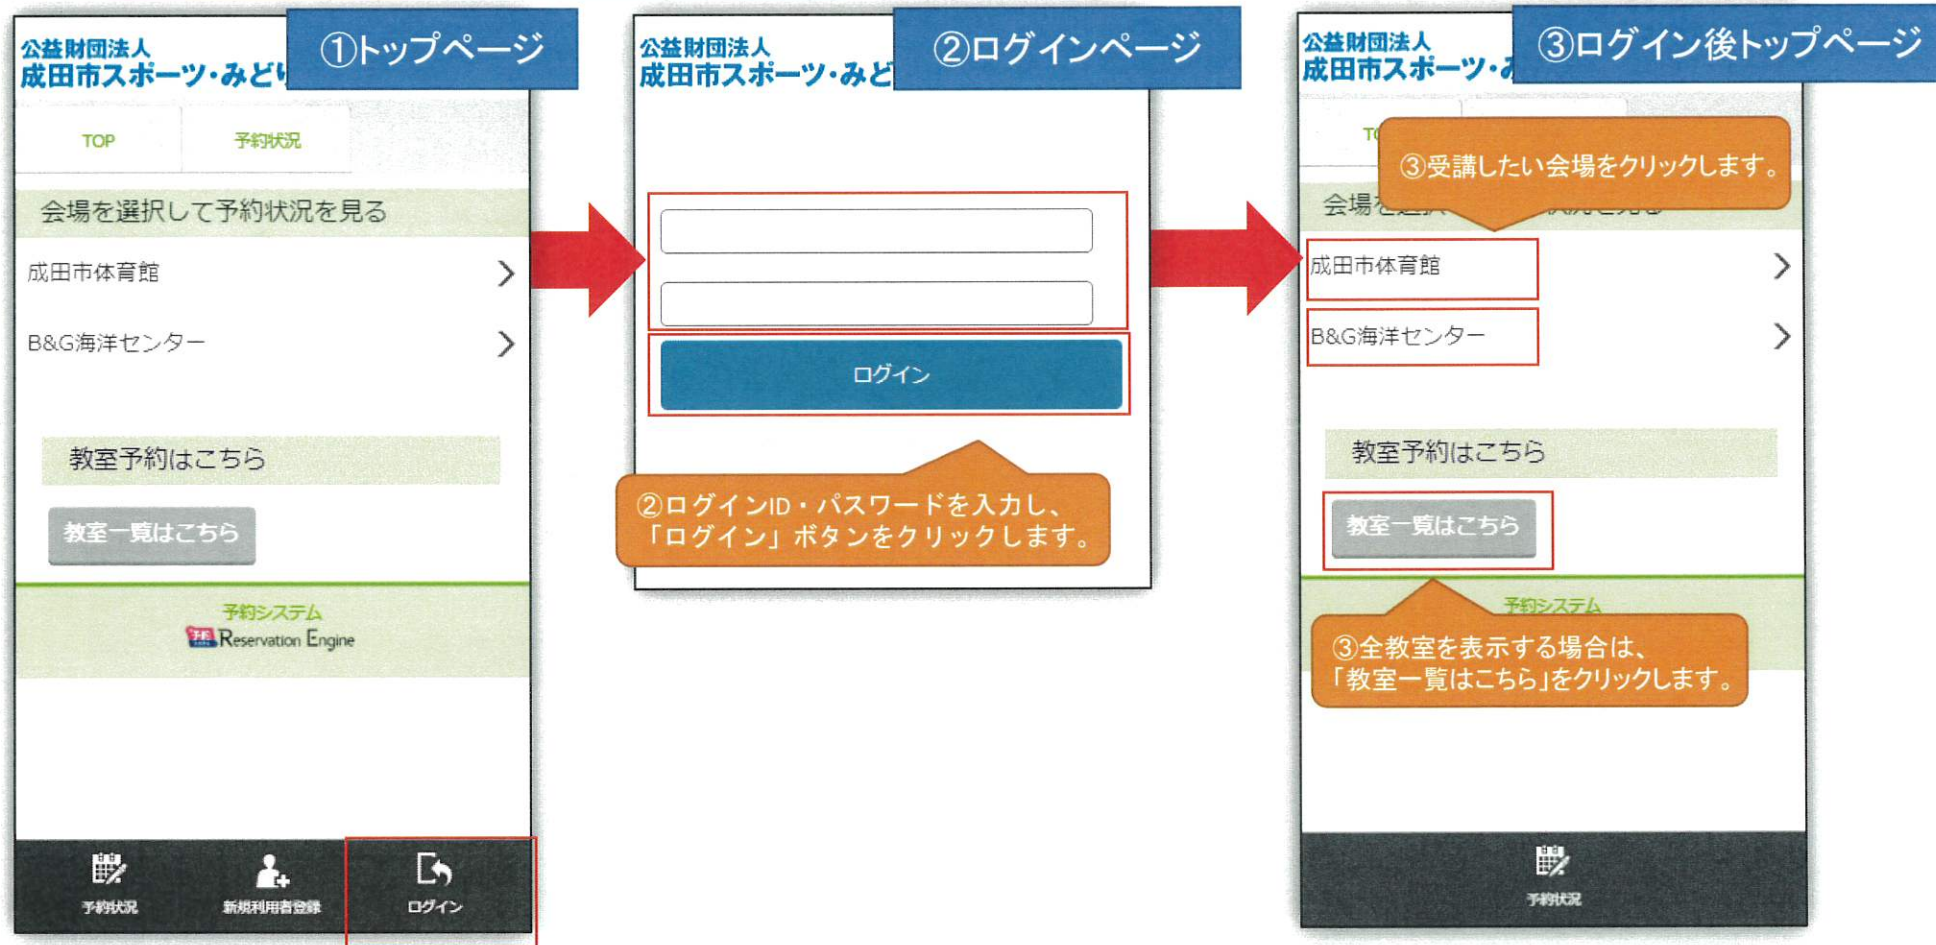 ①トップページ
公益財団法人
成田市スポーツ・みどり
TOP
予約状況
会場を選択して予約状況を見る
成田市体育館
B&G海洋センター
教室予約はこちら
教室一覧はこちら
予約システム
Reservation Engine
予約状況
新規利用者登録
ログイン
②ログインページ
公益財団法人
成田市スポーツ・みど
ログイン
②ログインID・パスワードを入力し、
「ログイン」ボタンをクリックします。
③ログイン後トップページ
公益財団法人
成田市スポーツ・
③受講したい会場をクリックします。
会場
成田市体育館
B&G海洋センター
教室予約はこちら
教室一覧はこちら
予約システム
③全教室を表示する場合は、
「教室一覧はこちら」をクリックします。
予約状況